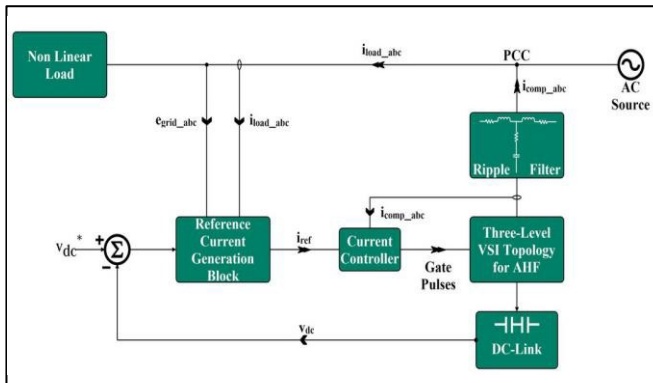 Non Linear
Load
i_load_abc
PCC
AC
Source
i_comp_abc
e_grid_abc
i_load_abc
Ripple Filter
i_comp_abc
v_dc*
+
Σ
-
Reference
Current
Generation
Block
i_ref
Current
Controller
Gate
Pulses
Three-Level
VSI Topology
for AHF
v_dc
DC-Link